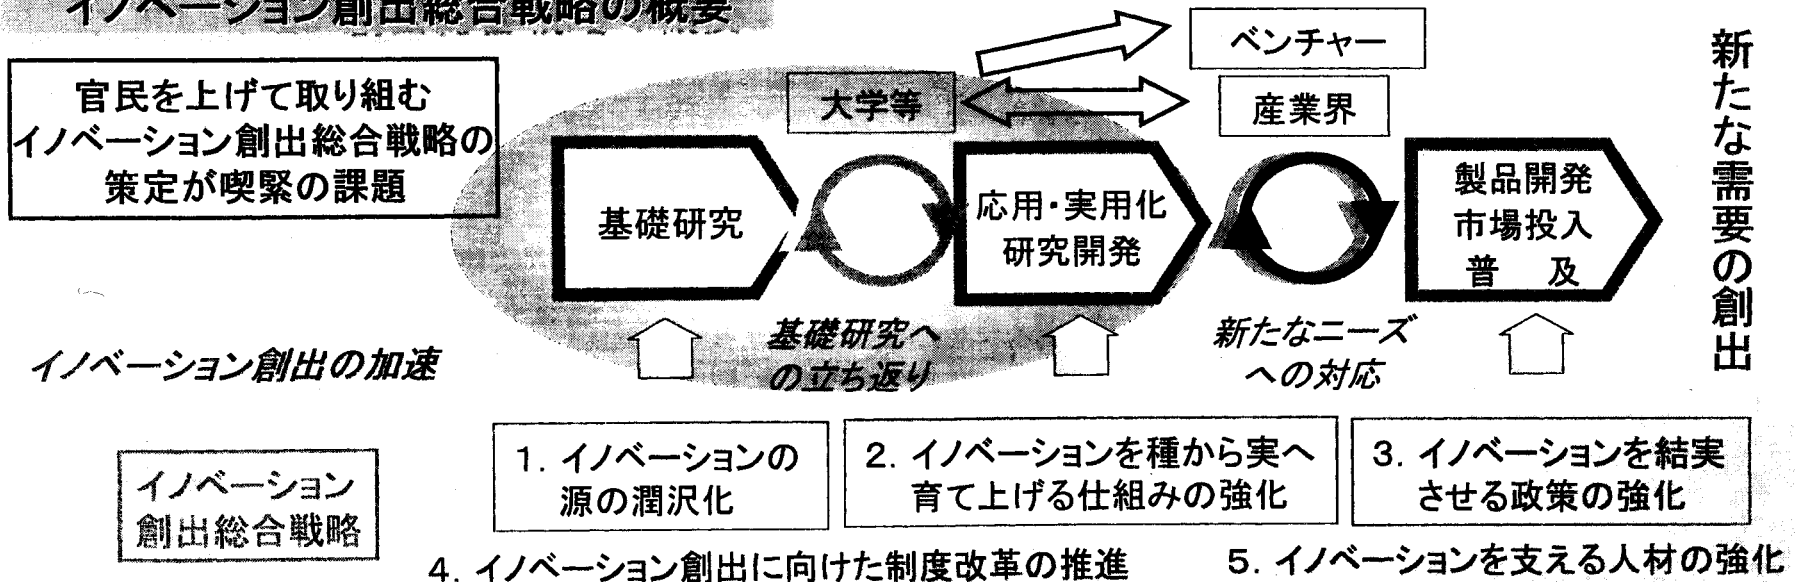 イノベーション創出総合戦略の概要
官民を上げて取り組む
イノベーション創出総合戦略の
策定が喫緊の課題
大学等
ベンチャー
産業界
基礎研究
応用・実用化
研究開発
製品開発
市場投入
普　及
新たな需要の創出
イノベーション創出の加速
基礎研究へ
の立ち返り
新たなニーズ
への対応
イノベーション
創出総合戦略
1. イノベーションの
源の潤沢化
2. イノベーションを種から実へ
育て上げる仕組みの強化
3. イノベーションを結実
させる政策の強化
4. イノベーション創出に向けた制度改革の推進
5. イノベーションを支える人材の強化